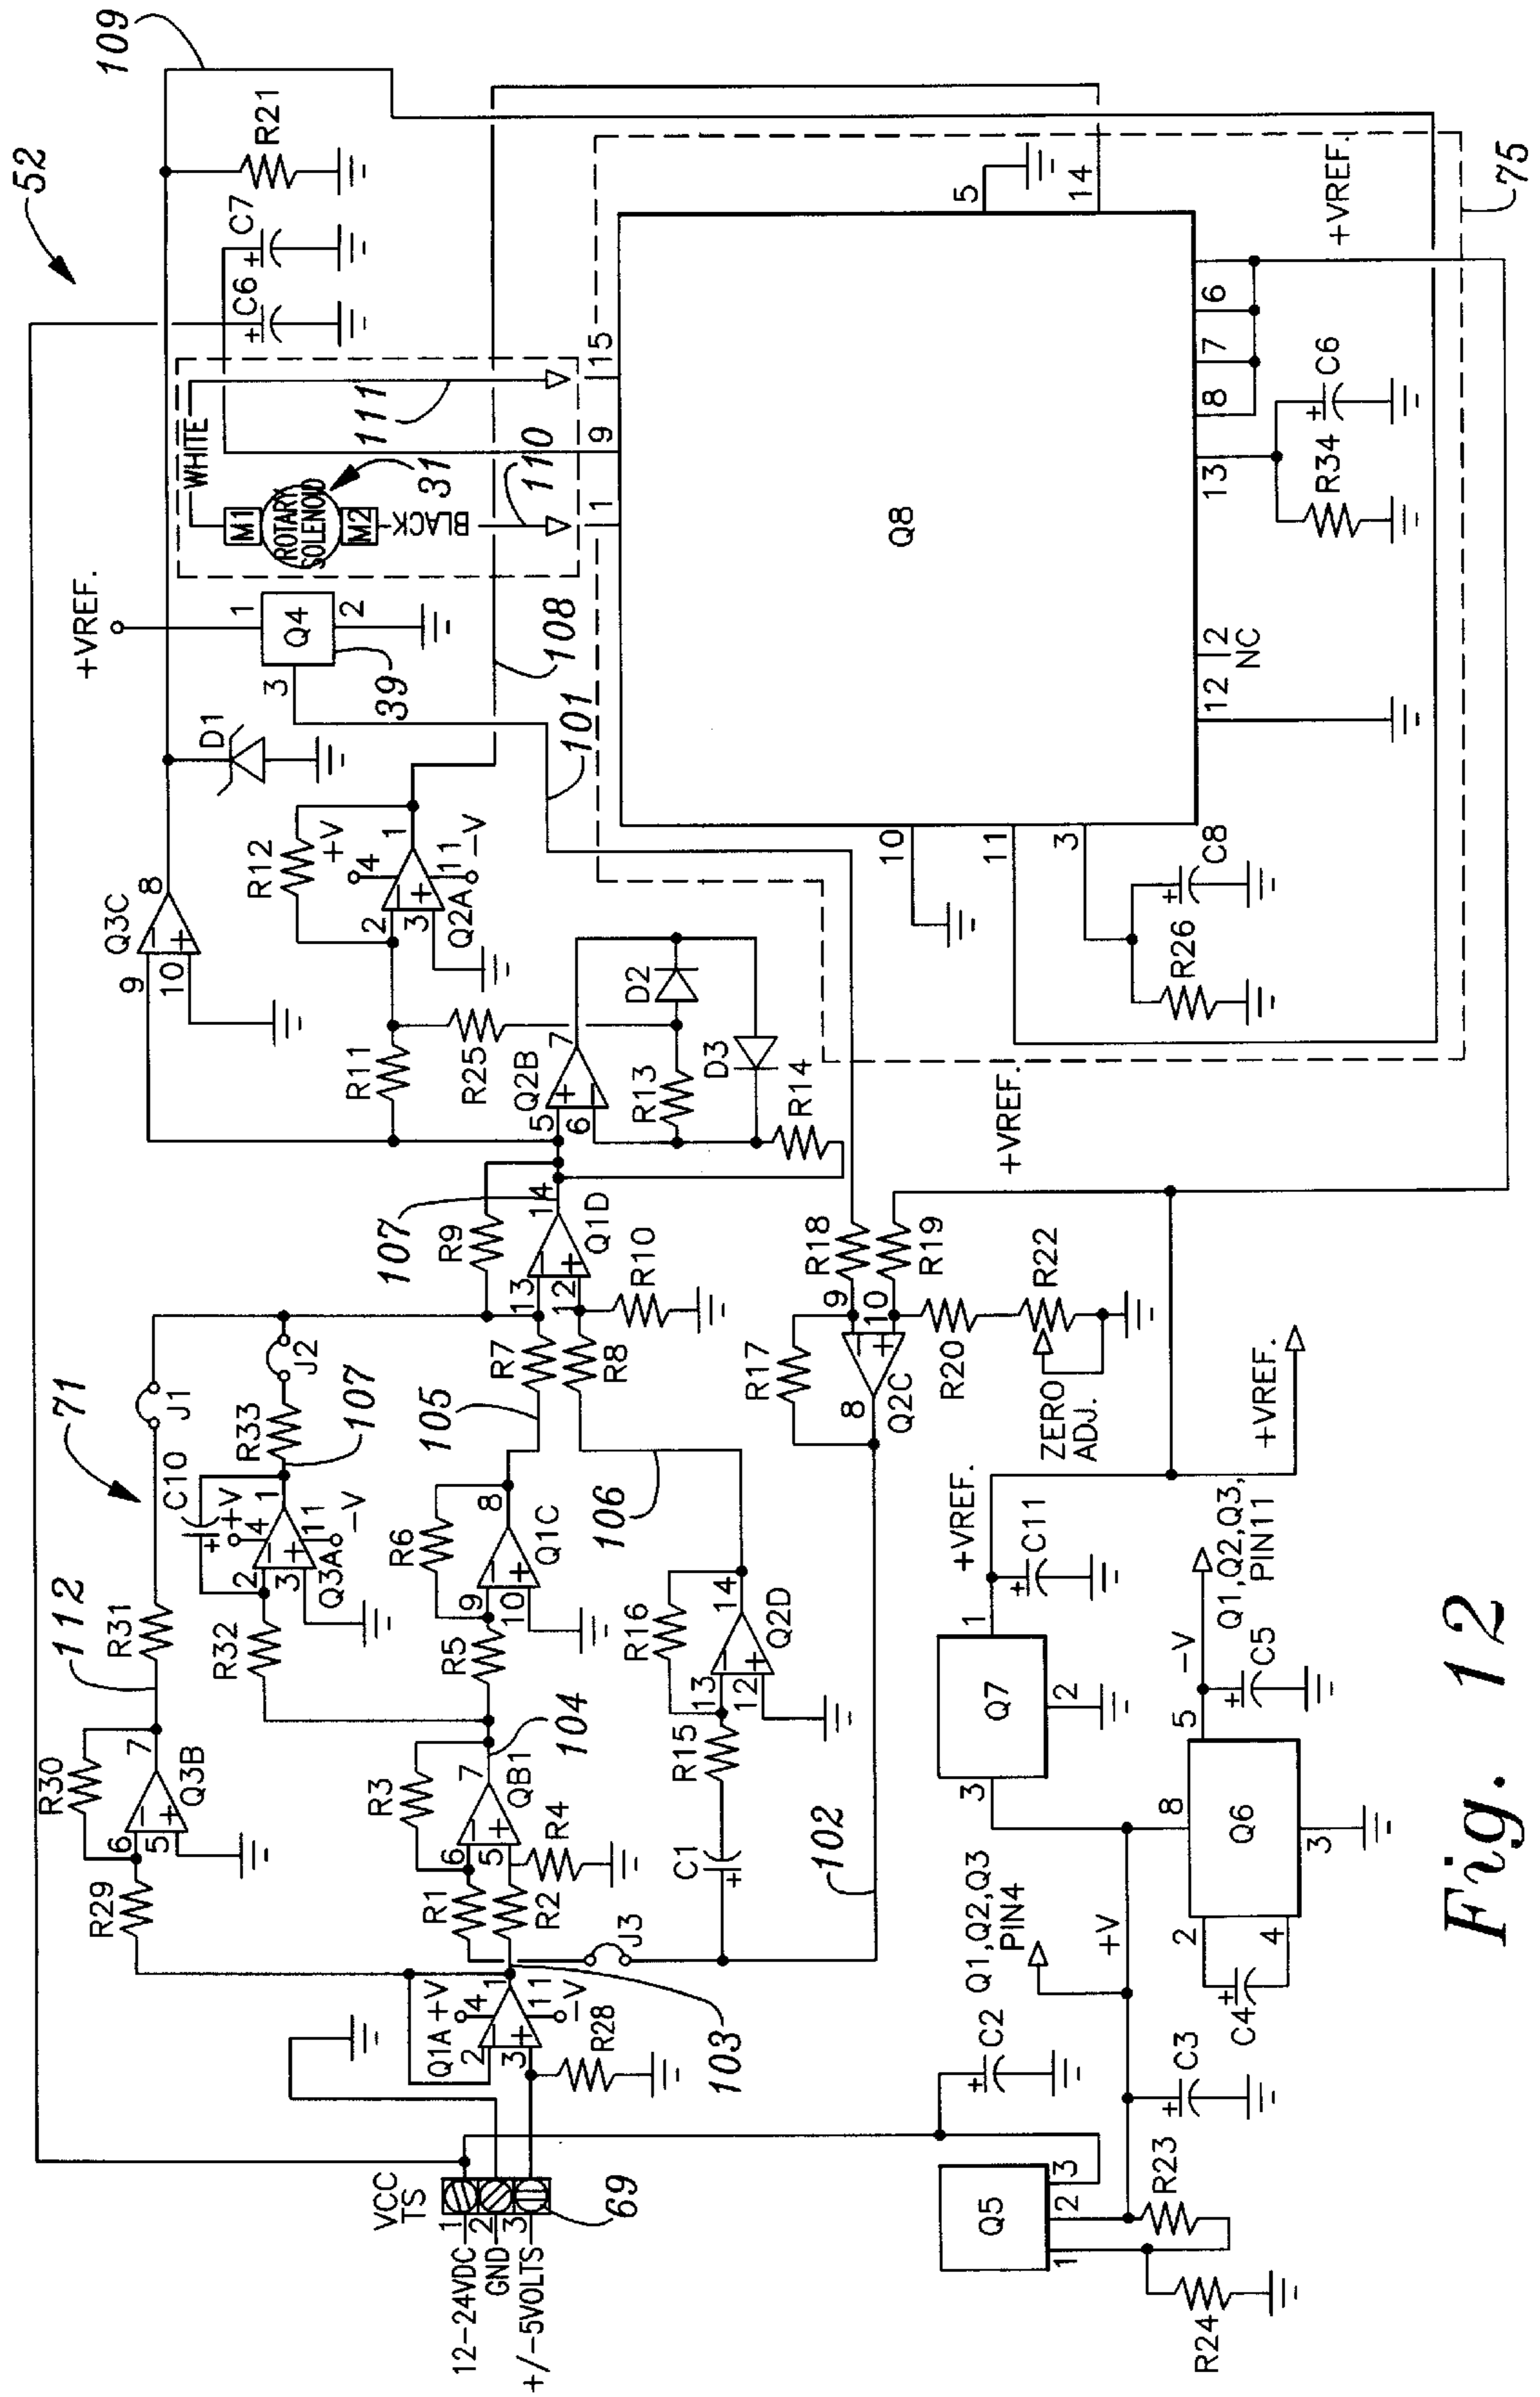 52
109
R21
C7
+
C6
+
WHITE
111
M1
ROTARY
SOLENOID
M2
31
BLACK
110
+VREF.
1
Q4
2
3
39
D1
101
108
R12
+V
4
1
2
3
11
-V
Q2A
Q3C
8
9
10
R11
R25
Q2B
7
5
6
D2
R13
D3
R14
15
9
1
Q8
5
14
6
7
8
+VREF.
75
13
R34
C6
+
2
NC
12
10
11
3
C8
+
R26
107
R9
14
Q1D
13
12
R10
R7
R8
+VREF.
R18
R19
9
10
R17
8
Q2C
R20
R22
ZERO
ADJ.
71
J1
J2
R33
107
C10
+
+V
4
1
2
3
11
-V
Q3A
R32
105
106
R6
8
Q1C
9
10
R5
R16
14
Q2D
13
12
R15
C1
+
112
R31
R30
7
Q3B
6
5
R29
104
R3
7
QB1
6
5
R4
R1
R2
J3
102
103
Q1A
+V
4
1
2
3
11
-V
R28
VCC
TS
1
2
3
12-24VDC
GND
+/-5VOLTS
69
+VREF.
C11
+
1
Q7
2
3
+VREF.
Q1,Q2,Q3,
PIN11
-V
5
C5
+
8
Q6
3
2
4
C4
+
Q1,Q2,Q3
PIN4
+V
C2
+
C3
+
Q5
3
2
1
R23
R24
Fig. 12